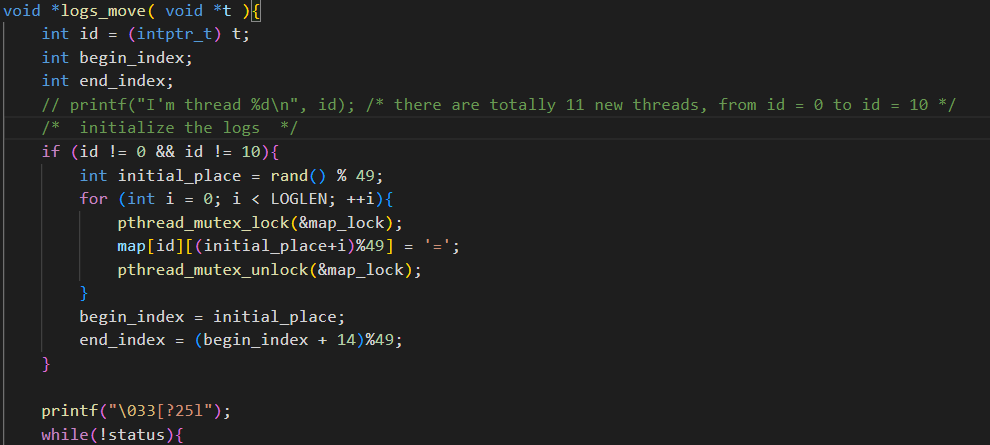 void *logs_move( void *t ){
    int id = (intptr_t) t;
    int begin_index;
    int end_index;
    // printf("I'm thread %d\n", id); /* there are totally 11 new threads, from id = 0 to id = 10 */
    /*  initialize the logs  */
    if (id != 0 && id != 10){
        int initial_place = rand() % 49;
        for (int i = 0; i < LOGLEN; ++i){
            pthread_mutex_lock(&map_lock);
            map[id][(initial_place+i)%49] = '=';
            pthread_mutex_unlock(&map_lock);
        }
        begin_index = initial_place;
        end_index = (begin_index + 14)%49;
    }

    printf("\033[?25l");
    while(!status){